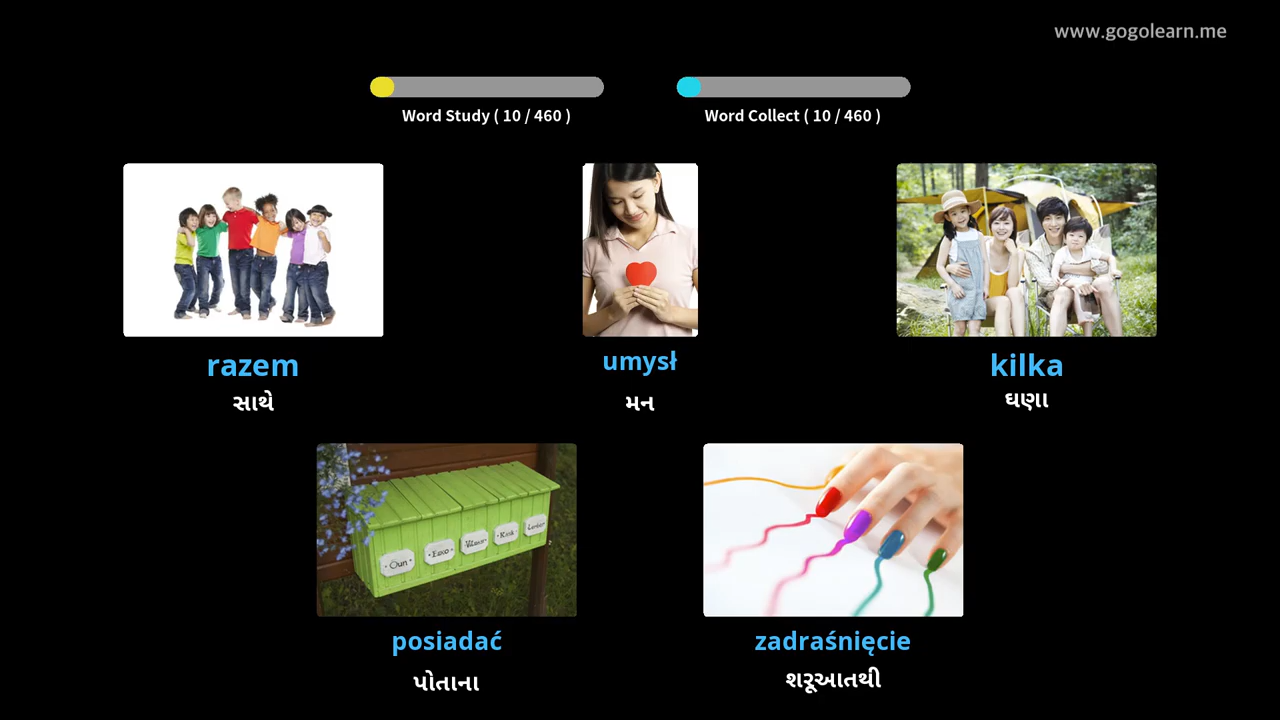 www.gogolearn.me
Word Study ( 10 / 460 )
Word Collect ( 10 / 460 )
razem
સાથે
umysł
મન
kilka
ઘણા
posiadać
પોતાના
zadraśnięcie
શરૂઆતથી